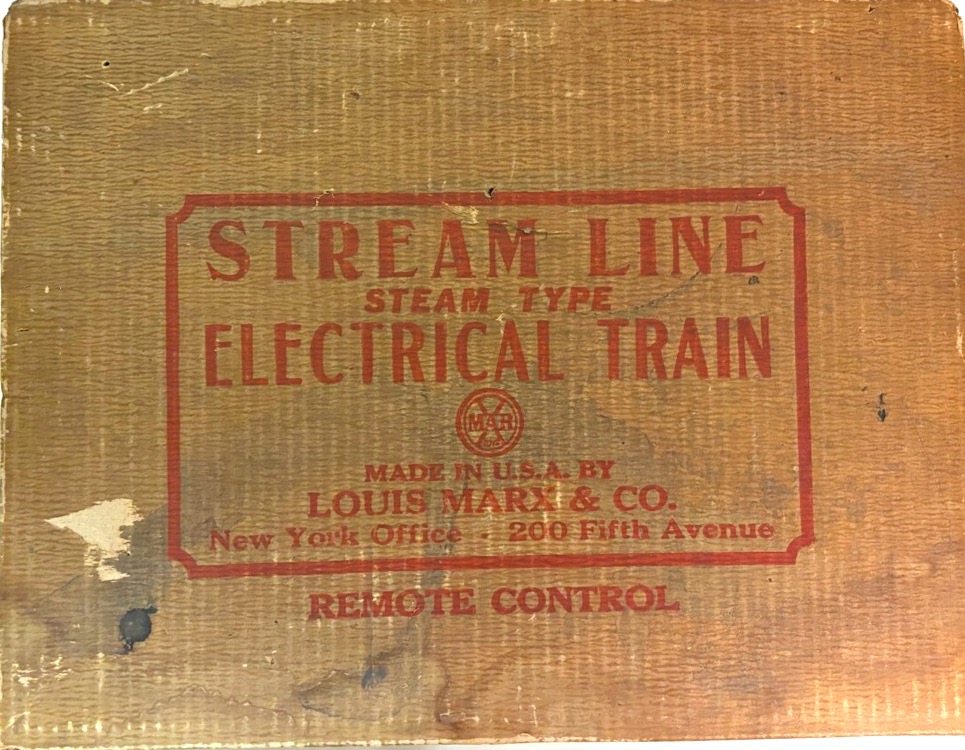 STREAM LINE
STEAM TYPE
ELECTRICAL TRAIN
MAR
MADE IN U.S.A. BY
LOUIS MARX & CO.
New York Office - 200 Fifth Avenue
REMOTE CONTROL